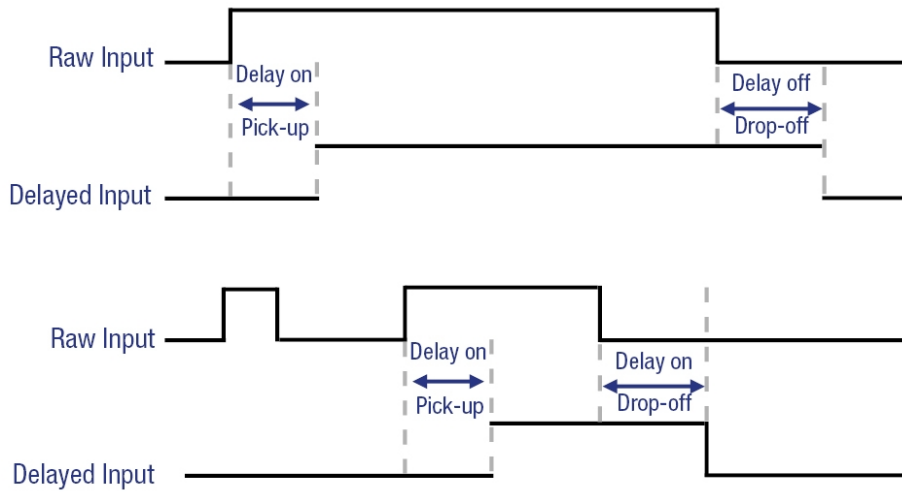 Raw Input
Delay on
Pick-up
Delay off
Drop-off
Delayed Input
Raw Input
Delay on
Pick-up
Delay on
Drop-off
Delayed Input